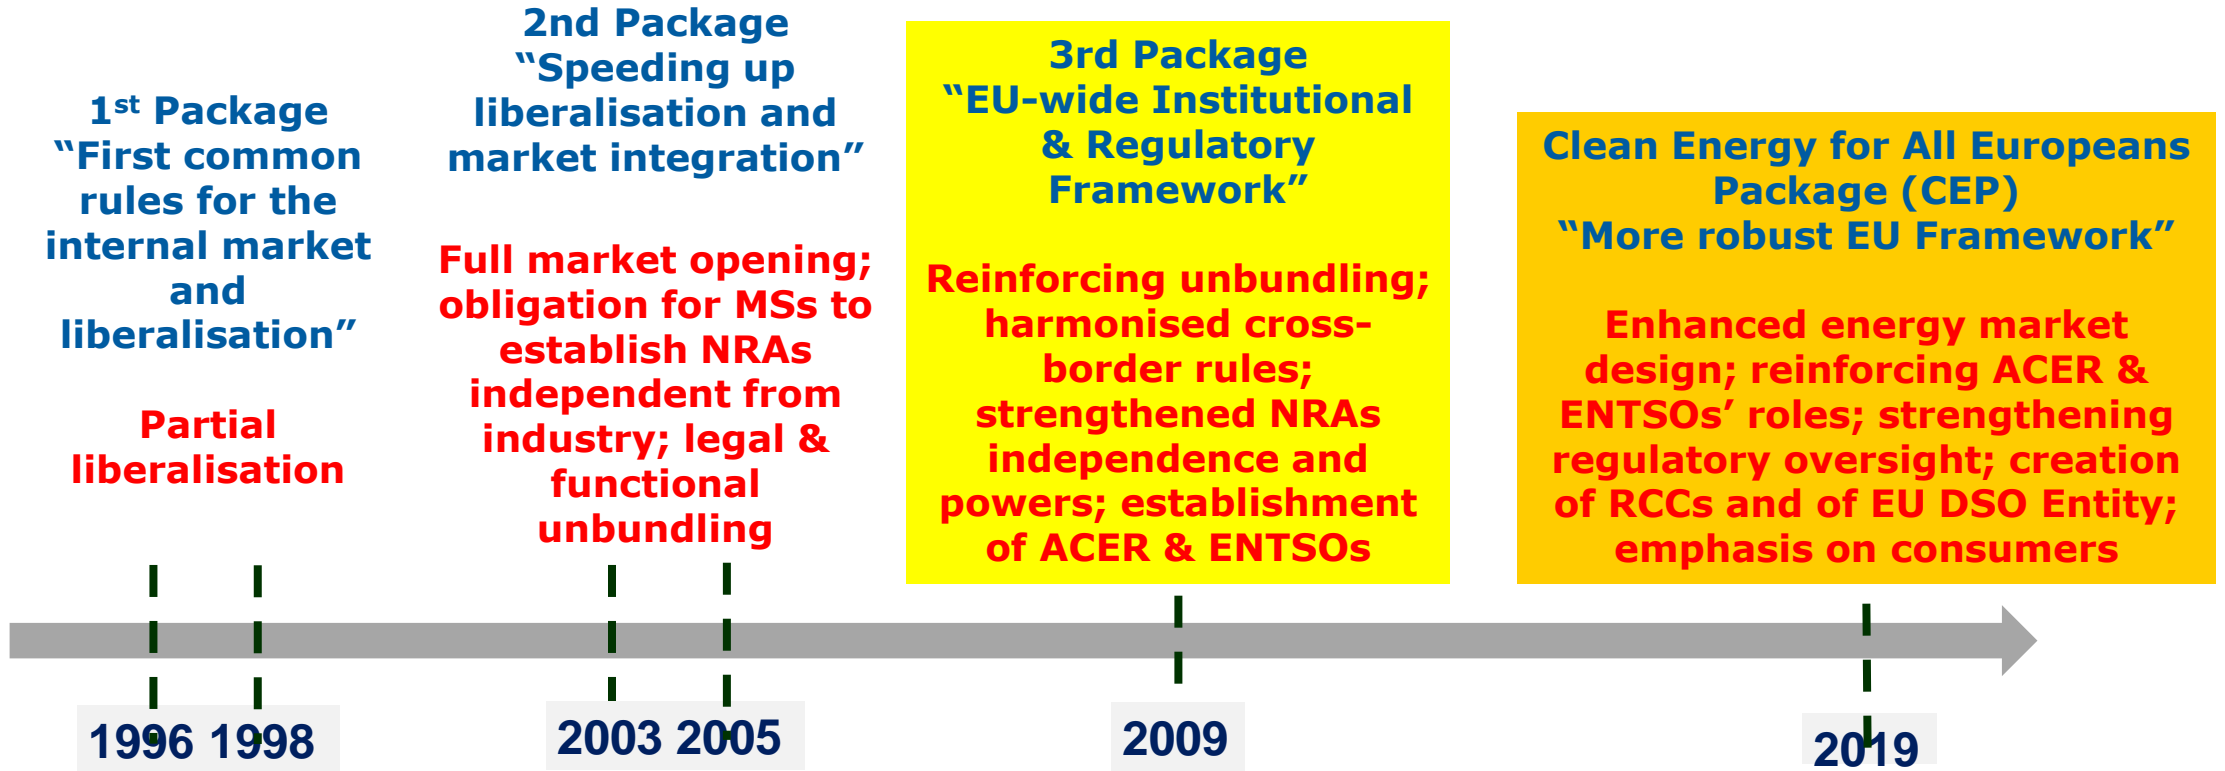 1st Package
“First common
rules for the
internal market
and
liberalisation”
Partial
liberalisation
2nd Package
“Speeding up
liberalisation and
market integration”
Full market opening;
obligation for MSs to
establish NRAs
independent from
industry; legal &
functional
unbundling
3rd Package
“EU-wide Institutional
& Regulatory
Framework”
Reinforcing unbundling;
harmonised cross-
border rules;
strengthened NRAs
independence and
powers; establishment
of ACER & ENTSOs
Clean Energy for All Europeans
Package (CEP)
“More robust EU Framework”
Enhanced energy market
design; reinforcing ACER &
ENTSOs’ roles; strengthening
regulatory oversight; creation
of RCCs and of EU DSO Entity;
emphasis on consumers
1996 1998
2003 2005
2009
2019